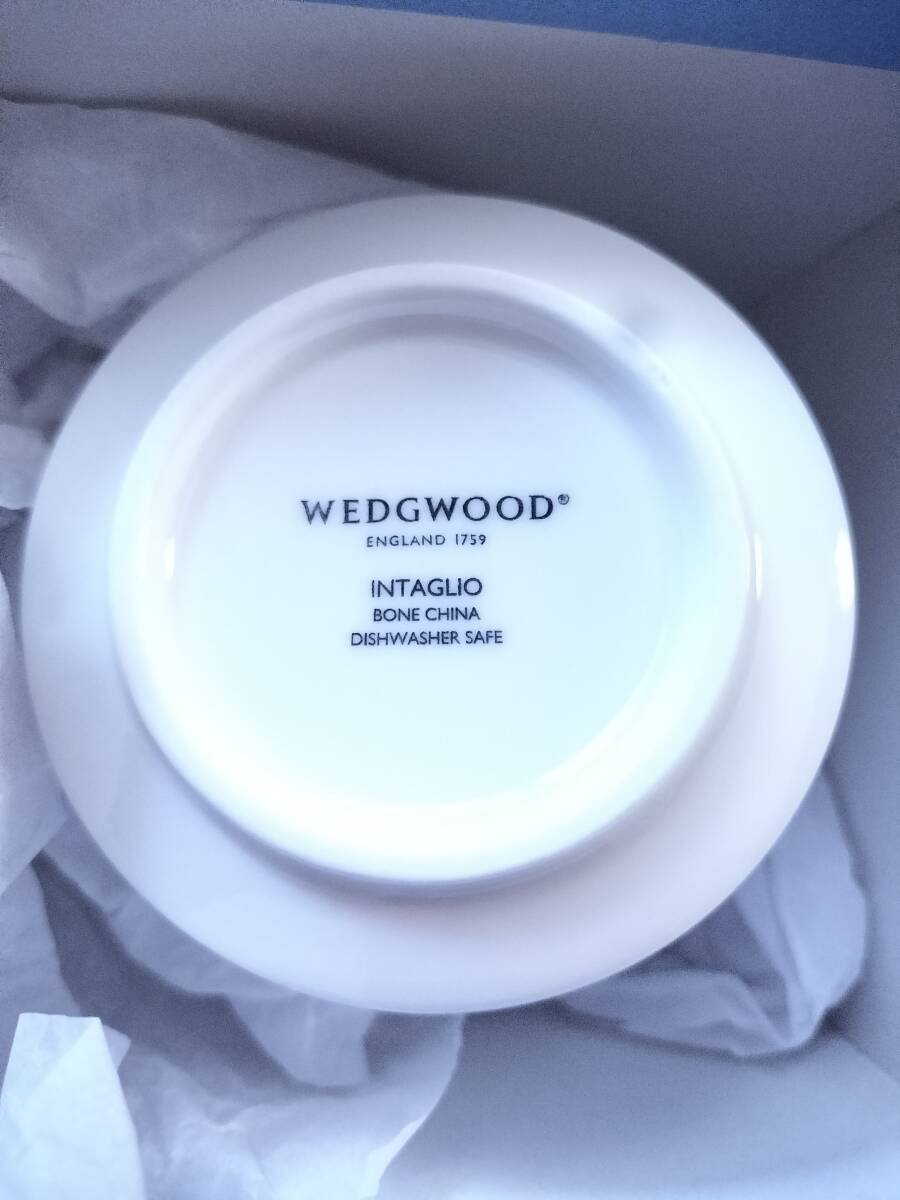 WEDGWOOD®
ENGLAND 1759
INTAGLIO
BONE CHINA
DISHWASHER SAFE